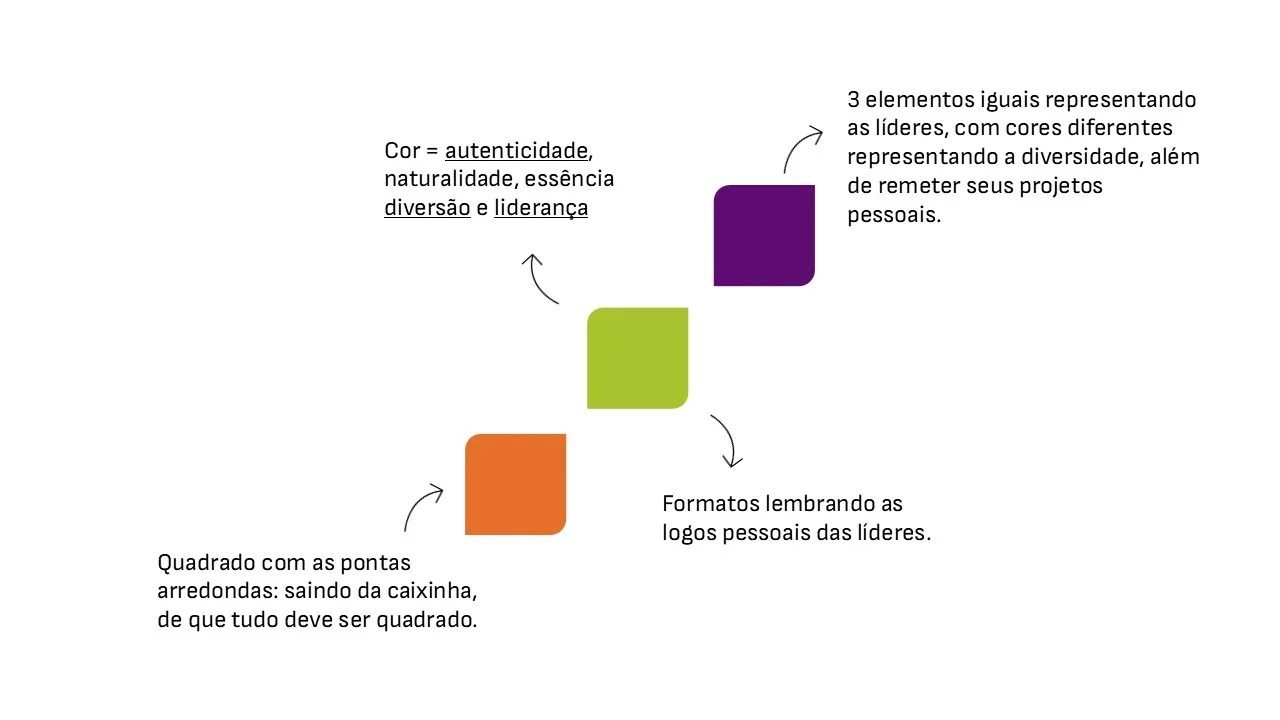 3 elementos iguais representando
as líderes, com cores diferentes
representando a diversidade, além
de remeter seus projetos
pessoais.
Cor = autenticidade,
naturalidade, essência
diversão e liderança
Formatos lembrando as
logos pessoais das líderes.
Quadrado com as pontas
arredondas: saindo da caixinha,
de que tudo deve ser quadrado.